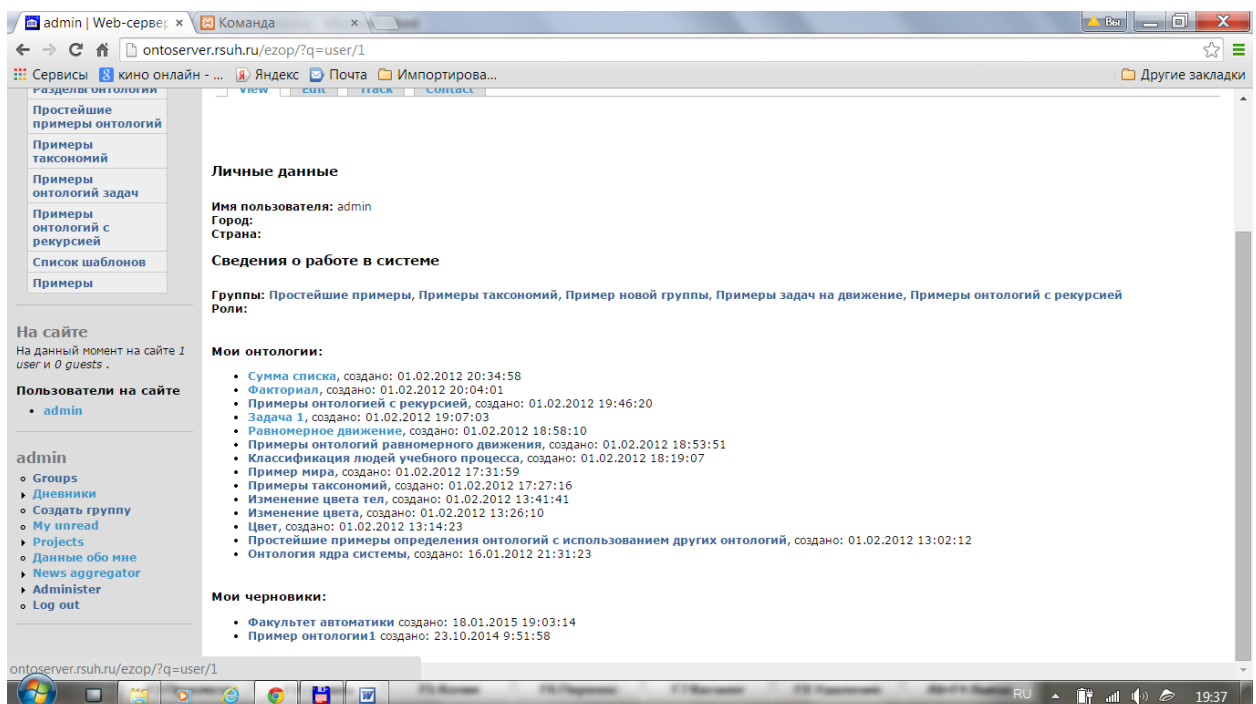 admin | Web-сервер
Команда
Вы
ontoserver.rsuh.ru/ezop/?q=user/1
Сервисы кино онлайн - ... Яндекс Почта Импортирова... Другие закладки
Разделы онтологии
Простейшие
примеры онтологий
Примеры
таксономий
Примеры
онтологий задач
Примеры
онтологий с
рекурсией
Список шаблонов
Примеры
На сайте
На данный момент на сайте 1
user и 0 guests .
Пользователи на сайте
admin
admin
Groups
Дневники
Создать группу
My unread
Projects
Данные обо мне
News aggregator
Administer
Log out
View Edit Track Contact
Личные данные
Имя пользователя: admin
Город:
Страна:
Сведения о работе в системе
Группы: Простейшие примеры, Примеры таксономий, Пример новой группы, Примеры задач на движение, Примеры онтологий с рекурсией
Роли:
Мои онтологии:
Сумма списка, создано: 01.02.2012 20:34:58
Факториал, создано: 01.02.2012 20:04:01
Примеры онтологией с рекурсией, создано: 01.02.2012 19:46:20
Задача 1, создано: 01.02.2012 19:07:03
Равномерное движение, создано: 01.02.2012 18:58:10
Примеры онтологий равномерного движения, создано: 01.02.2012 18:53:51
Классификация людей учебного процесса, создано: 01.02.2012 18:19:07
Пример мира, создано: 01.02.2012 17:31:59
Примеры таксономий, создано: 01.02.2012 17:27:16
Изменение цвета тел, создано: 01.02.2012 13:41:41
Изменение цвета, создано: 01.02.2012 13:26:10
Цвет, создано: 01.02.2012 13:14:23
Простейшие примеры определения онтологий с использованием других онтологий, создано: 01.02.2012 13:02:12
Онтология ядра системы, создано: 16.01.2012 21:31:23
Мои черновики:
Факультет автоматики создано: 18.01.2015 19:03:14
Пример онтологии1 создано: 23.10.2014 9:51:58
ontoserver.rsuh.ru/ezop/?q=user/1
RU 19:37